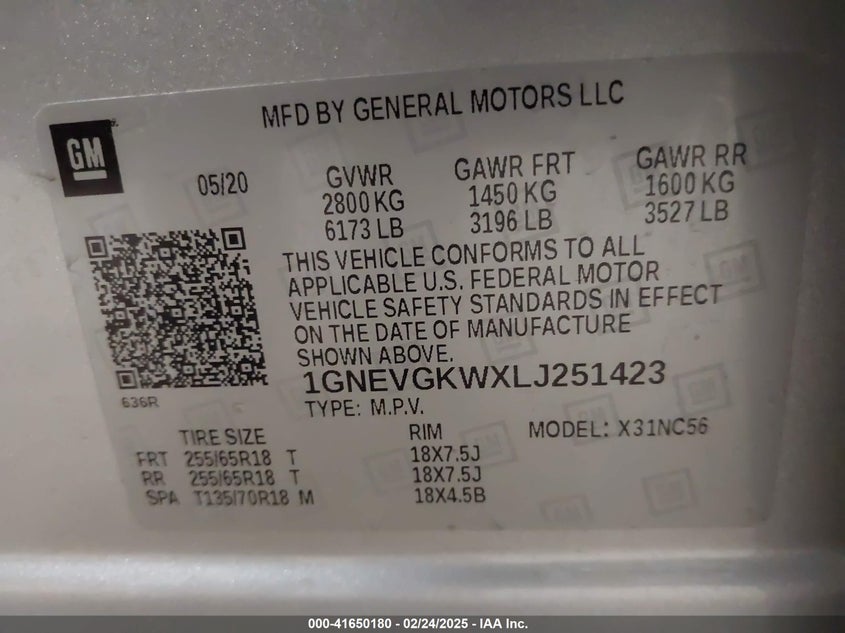 MFD BY GENERAL MOTORS LLC
GM
05/20
GVWR GAWR FRT GAWR RR
2800 KG 1450 KG 1600 KG
6173 LB 3196 LB 3527 LB
THIS VEHICLE CONFORMS TO ALL
APPLICABLE U.S. FEDERAL MOTOR
VEHICLE SAFETY STANDARDS IN EFFECT
ON THE DATE OF MANUFACTURE
SHOWN ABOVE.
1GNEVGKWXLJ251423
636R
TYPE: M.P.V.
TIRE SIZE RIM MODEL: X31NC56
FRT 255/65R18 T 18X7.5J
RR 255/65R18 T 18X7.5J
SPA T135/70R18 M 18X4.5B
000-41650180 - 02/24/2025 - IAA Inc.